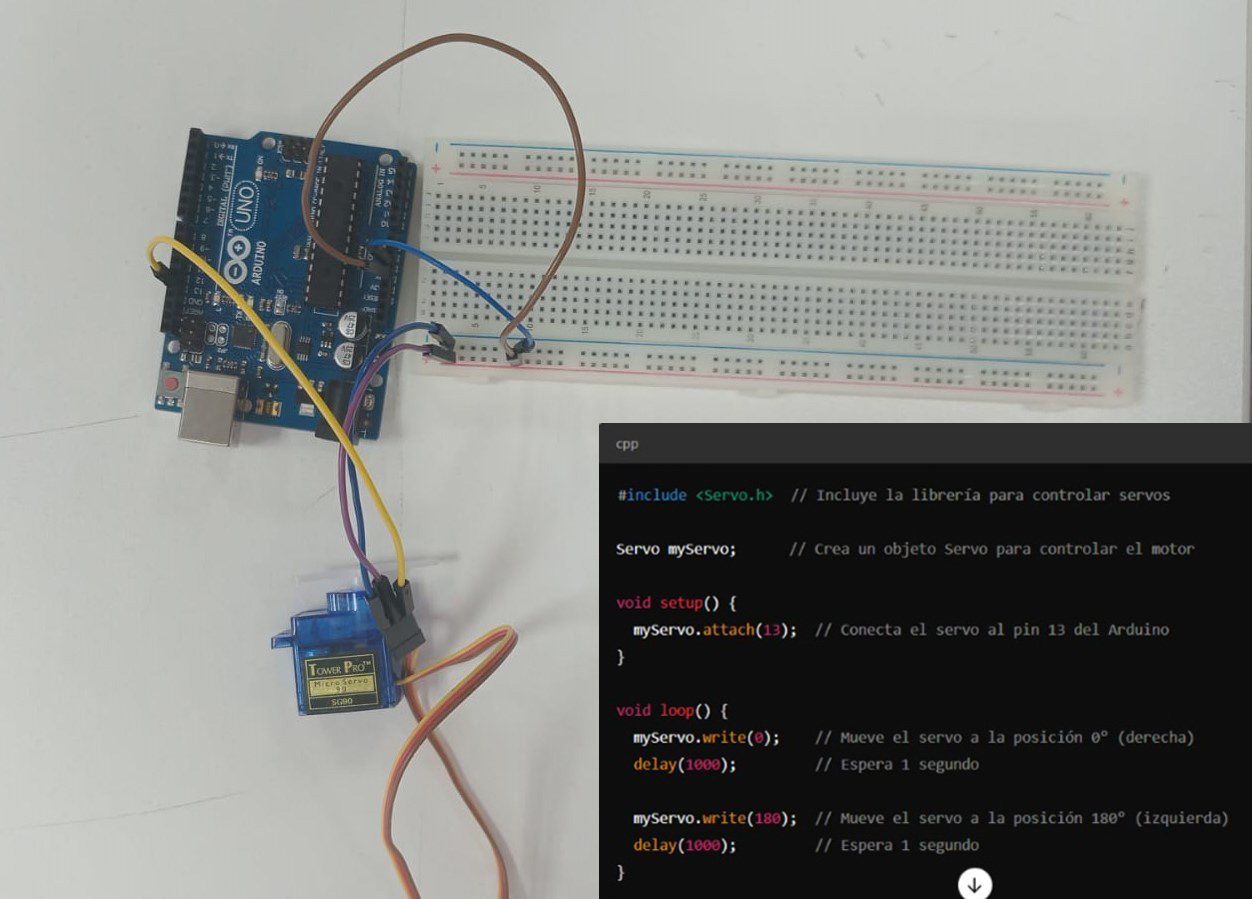 DIGITAL (PWM~)
UNO
ARDUINO
ANALOG IN
TOWER PRO™
Micro Servo
9g
SG90
cpp
#include <Servo.h>  // Incluye la librería para controlar servos
Servo myServo;      // Crea un objeto Servo para controlar el motor
void setup() {
  myServo.attach(13);  // Conecta el servo al pin 13 del Arduino
}
void loop() {
  myServo.write(0);    // Mueve el servo a la posición 0° (derecha)
  delay(1000);         // Espera 1 segundo
  myServo.write(180);  // Mueve el servo a la posición 180° (izquierda)
  delay(1000);         // Espera 1 segundo
}